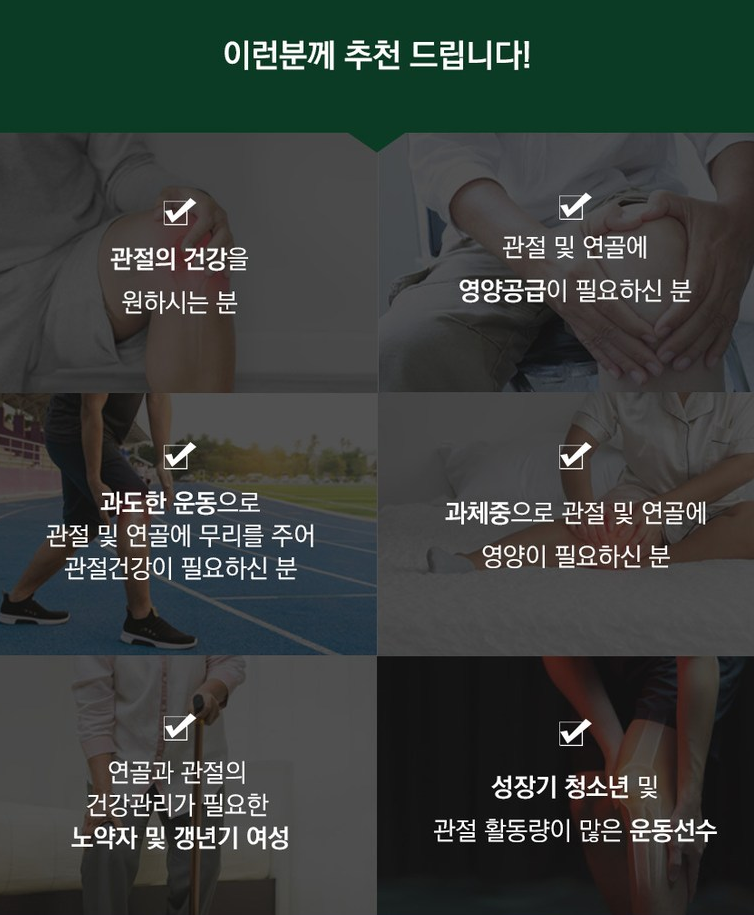 이런분께 추천 드립니다!
관절의 건강을
원하시는 분
관절 및 연골에
영양공급이 필요하신 분
과도한 운동으로
관절 및 연골에 무리를 주어
관절건강이 필요하신 분
과체중으로 관절 및 연골에
영양이 필요하신 분
연골과 관절의
건강관리가 필요한
노약자 및 갱년기 여성
성장기 청소년 및
관절 활동량이 많은 운동선수